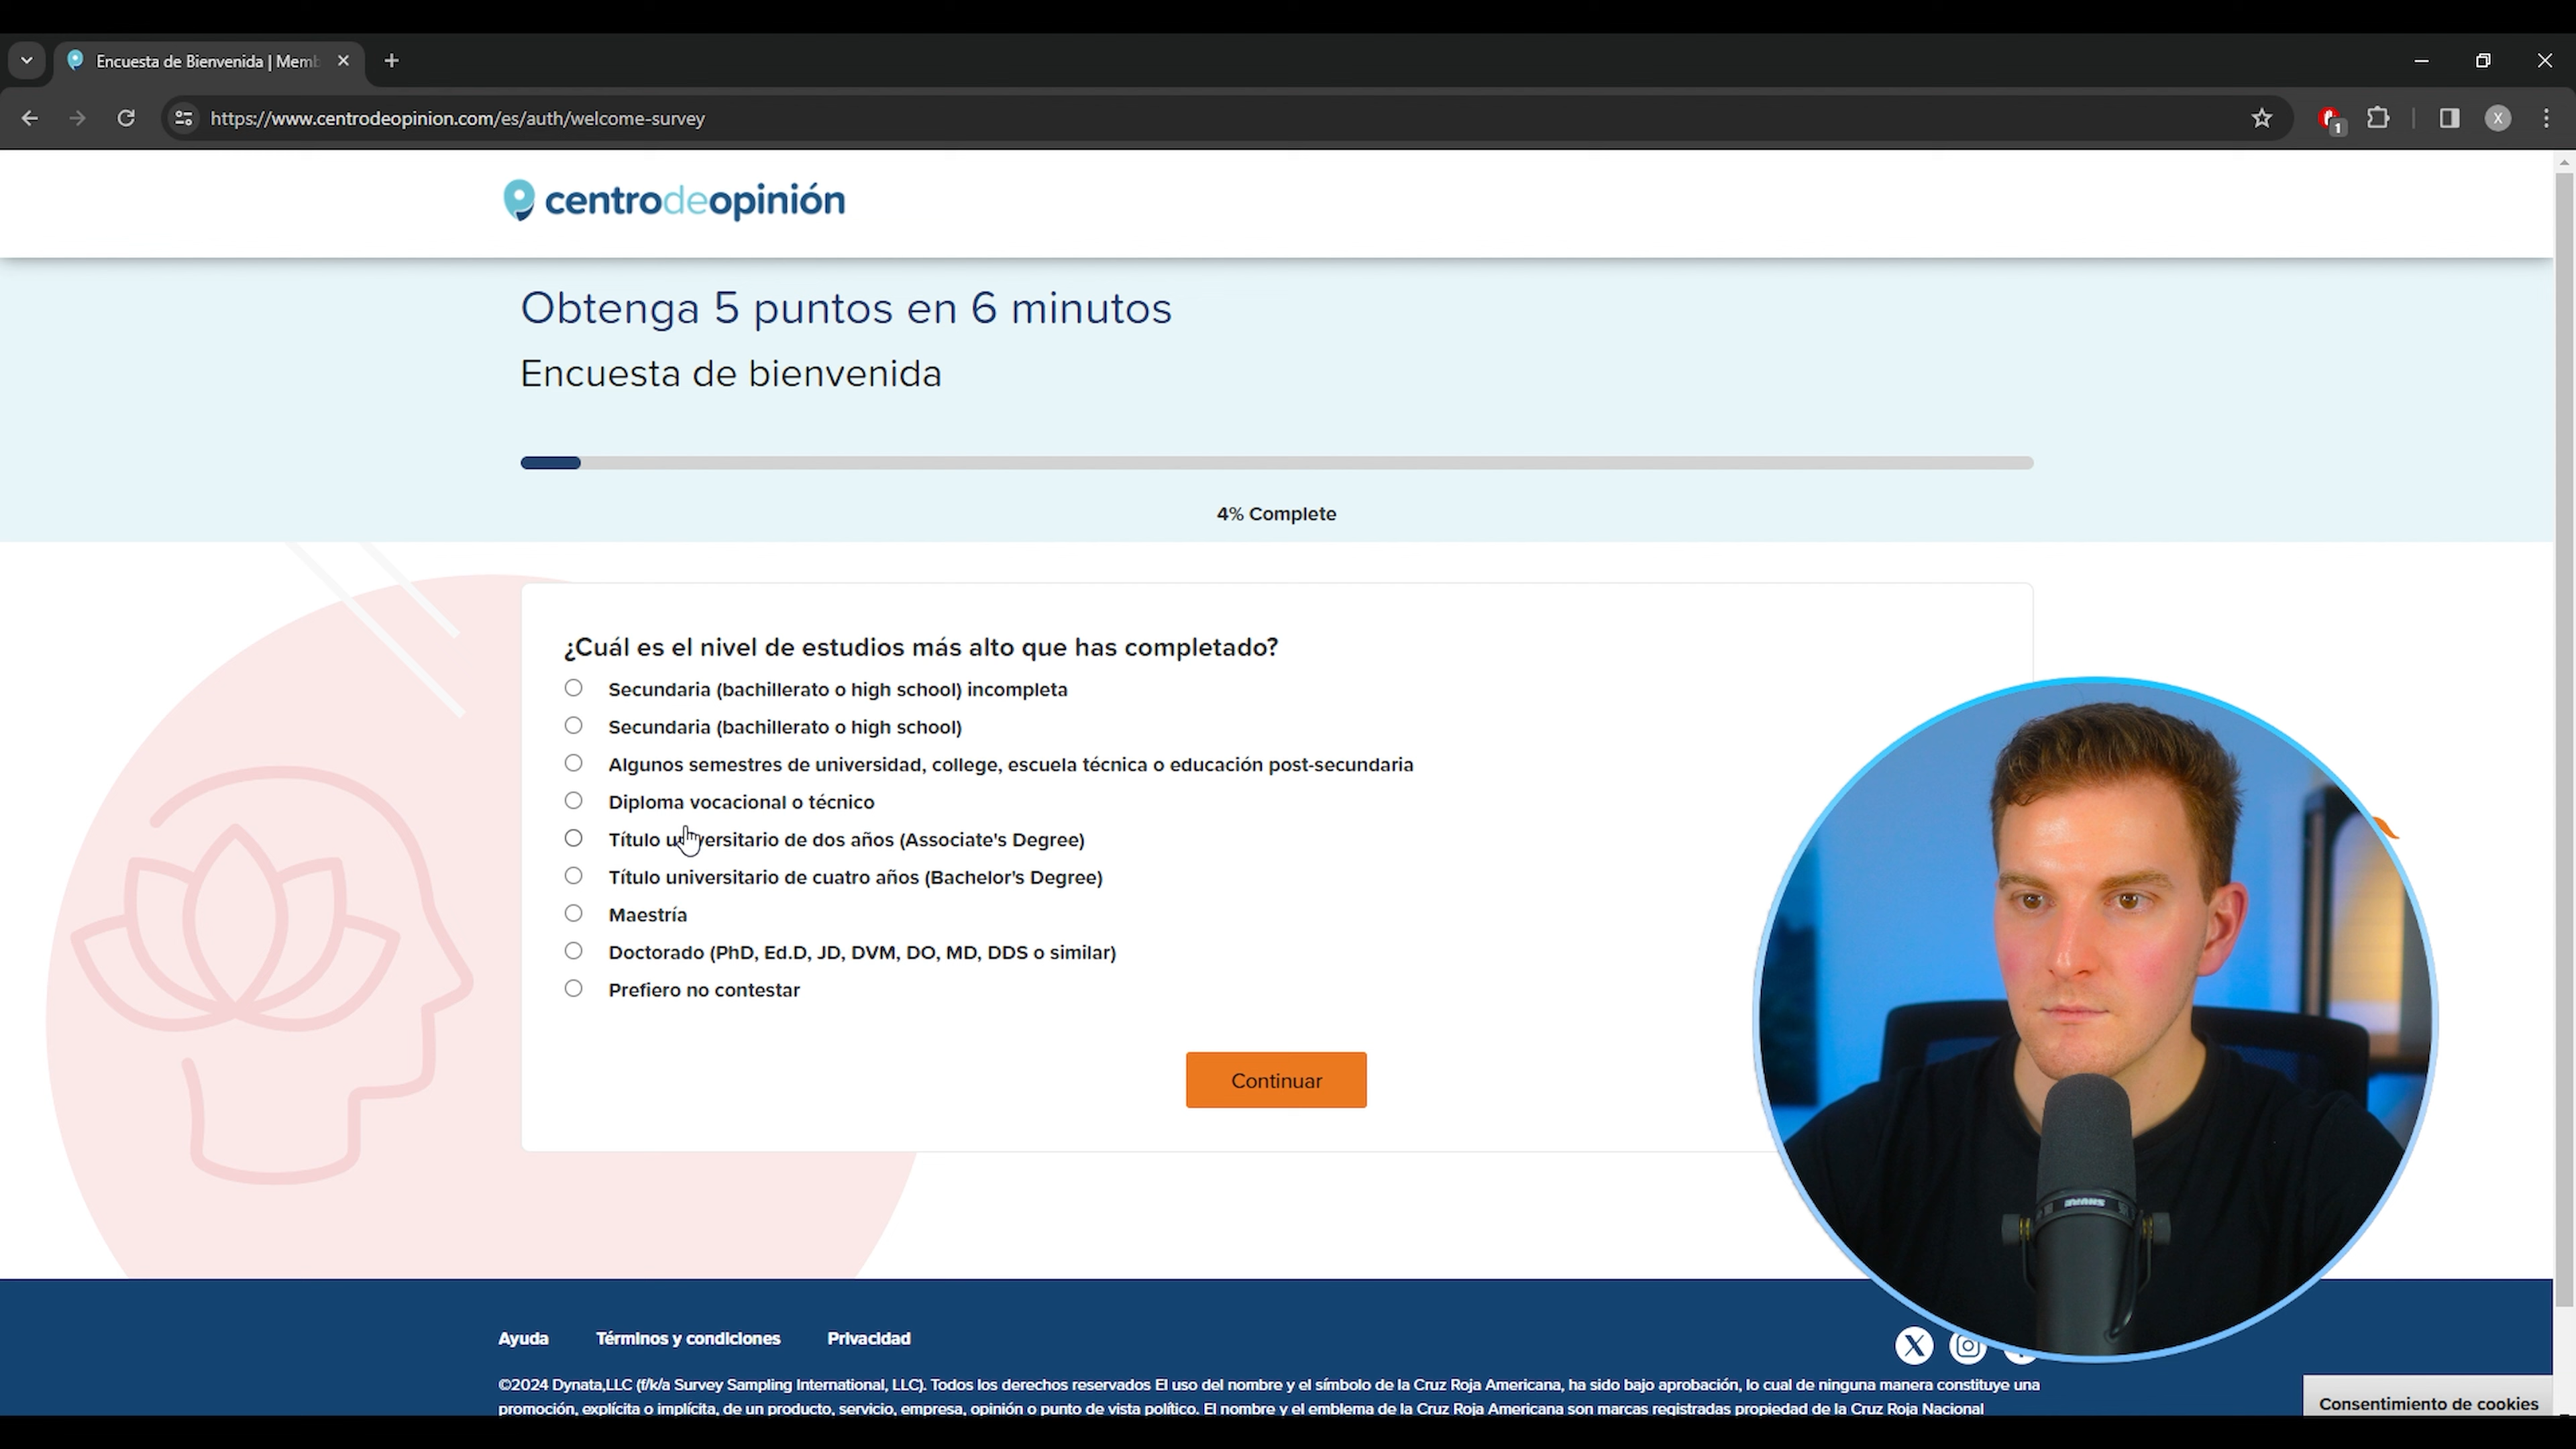 Encuesta de Bienvenida | Memb
https://www.centrodeopinion.com/es/auth/welcome-survey
1
X
centrodeopinión
Obtenga 5 puntos en 6 minutos
Encuesta de bienvenida
4% Complete
¿Cuál es el nivel de estudios más alto que has completado?
Secundaria (bachillerato o high school) incompleta
Secundaria (bachillerato o high school)
Algunos semestres de universidad, college, escuela técnica o educación post-secundaria
Diploma vocacional o técnico
Título universitario de dos años (Associate's Degree)
Título universitario de cuatro años (Bachelor's Degree)
Maestría
Doctorado (PhD, Ed.D, JD, DVM, DO, MD, DDS o similar)
Prefiero no contestar
Continuar
Ayuda Términos y condiciones Privacidad
©2024 Dynata,LLC (f/k/a Survey Sampling International, LLC). Todos los derechos reservados El uso del nombre y el símbolo de la Cruz Roja Americana, ha sido bajo aprobación, lo cual de ninguna manera constituye una
promoción, explícita o implícita, de un producto, servicio, empresa, opinión o punto de vista político. El nombre y el emblema de la Cruz Roja Americana son marcas registradas propiedad de la Cruz Roja Nacional
Consentimiento de cookies